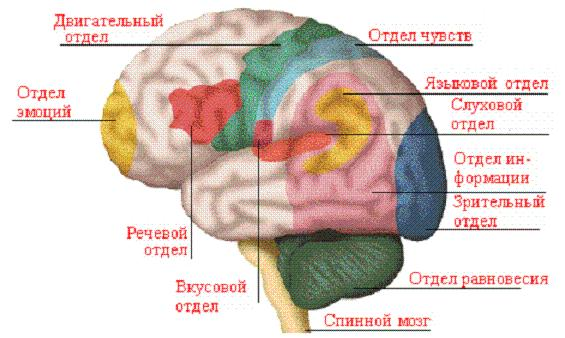 Двигательный
отдел
Отдел чувств
Языковой отдел
Отдел
эмоций
Слуховой
отдел
Отдел ин-
формации
Зрительный
отдел
Речевой
отдел
Вкусовой
отдел
Отдел равновесия
Спинной мозг